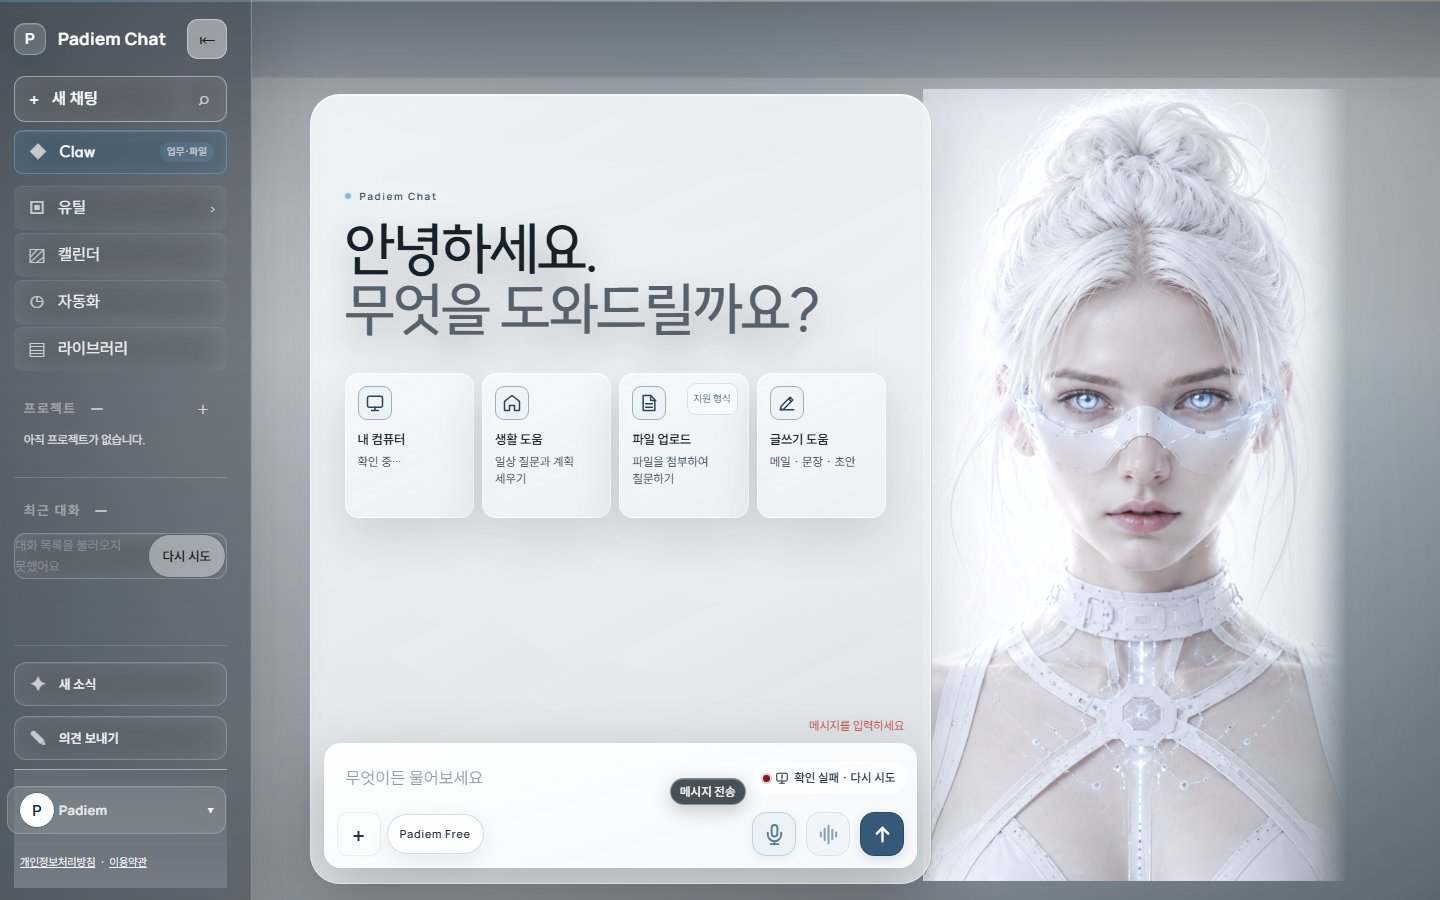 P
Padiem Chat
+ 새 채팅
Claw
업무·파일
유틸
캘린더
자동화
라이브러리
프로젝트
아직 프로젝트가 없습니다.
최근 대화
대화 목록을 불러오지
못했어요
다시 시도
새 소식
의견 보내기
P
Padiem
개인정보처리방침 · 이용약관
Padiem Chat
안녕하세요.
무엇을 도와드릴까요?
내 컴퓨터
확인 중…
생활 도움
일상 질문과 계획
세우기
지원 형식
파일 업로드
파일을 첨부하여
질문하기
글쓰기 도움
메일 · 문장 · 초안
메시지를 입력하세요
무엇이든 물어보세요
확인 실패 · 다시 시도
메시지 전송
+
Padiem Free